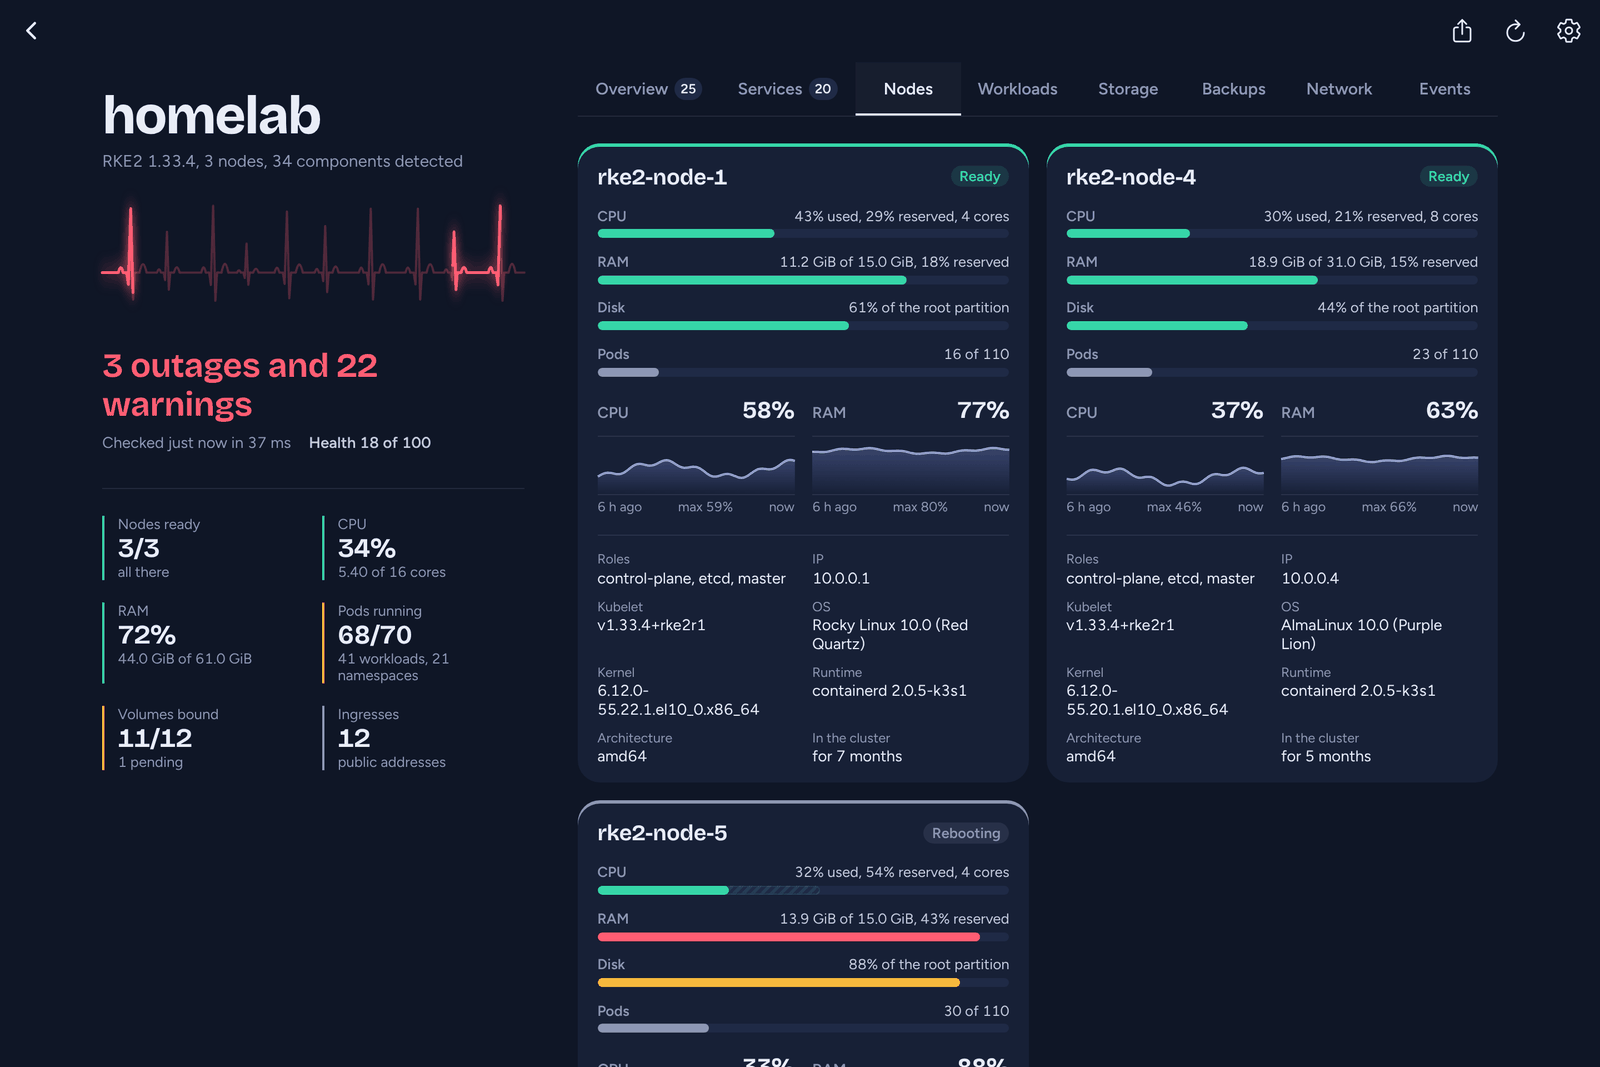 Overview 25
Services 20
Nodes
Workloads
Storage
Backups
Network
Events
homelab
RKE2 1.33.4, 3 nodes, 34 components detected
3 outages and 22
warnings
Checked just now in 37 ms
Health 18 of 100
Nodes ready
3/3
all there
CPU
34%
5.40 of 16 cores
RAM
72%
44.0 GiB of 61.0 GiB
Pods running
68/70
41 workloads, 21
namespaces
Volumes bound
11/12
1 pending
Ingresses
12
public addresses
rke2-node-1
Ready
CPU
43% used, 29% reserved, 4 cores
RAM
11.2 GiB of 15.0 GiB, 18% reserved
Disk
61% of the root partition
Pods
16 of 110
CPU
58%
RAM
77%
6 h ago
max 59%
now
6 h ago
max 80%
now
Roles
control-plane, etcd, master
IP
10.0.0.1
Kubelet
v1.33.4+rke2r1
OS
Rocky Linux 10.0 (Red
Quartz)
Kernel
6.12.0-
55.22.1.el10_0.x86_64
Runtime
containerd 2.0.5-k3s1
Architecture
amd64
In the cluster
for 7 months
rke2-node-4
Ready
CPU
30% used, 21% reserved, 8 cores
RAM
18.9 GiB of 31.0 GiB, 15% reserved
Disk
44% of the root partition
Pods
23 of 110
CPU
37%
RAM
63%
6 h ago
max 46%
now
6 h ago
max 66%
now
Roles
control-plane, etcd, master
IP
10.0.0.4
Kubelet
v1.33.4+rke2r1
OS
AlmaLinux 10.0 (Purple
Lion)
Kernel
6.12.0-
55.20.1.el10_0.x86_64
Runtime
containerd 2.0.5-k3s1
Architecture
amd64
In the cluster
for 5 months
rke2-node-5
Rebooting
CPU
32% used, 54% reserved, 4 cores
RAM
13.9 GiB of 15.0 GiB, 43% reserved
Disk
88% of the root partition
Pods
30 of 110
CPU
33%
RAM
88%